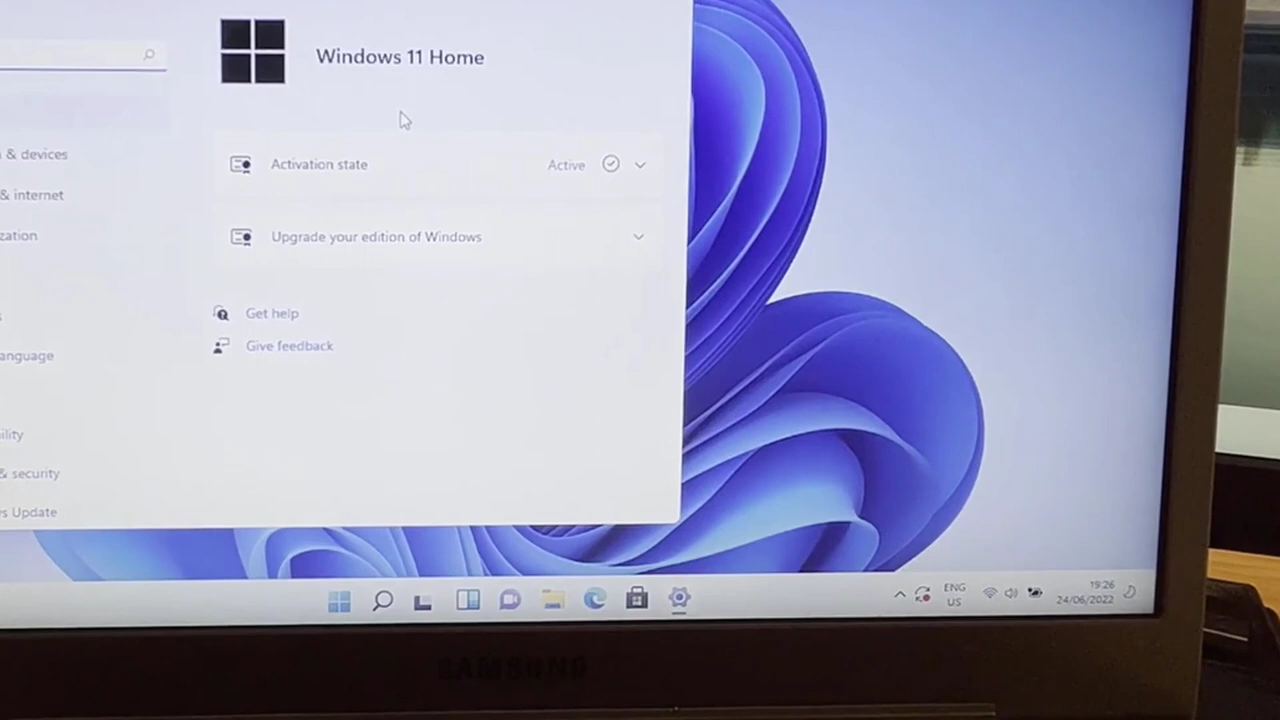 Windows 11 Home
& devices
Activation state
Active
& internet
zation
Upgrade your edition of Windows
Get help
Give feedback
anguage
ility
& security
s Update
ENG
US
19:26
24/06/2022
SAMSUNG